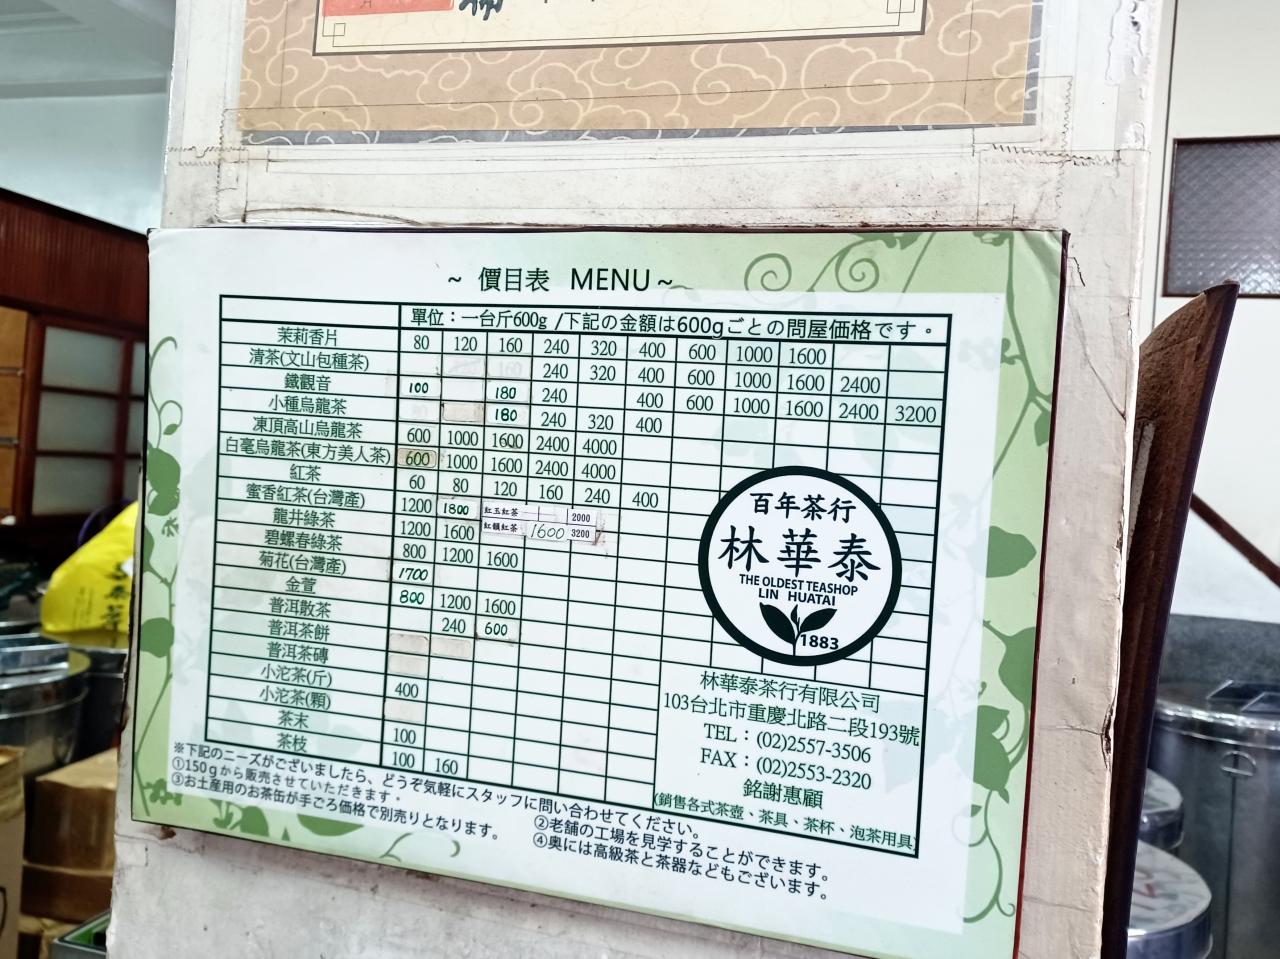 ~ 價目表 MENU ~
單位：一台斤600g /下記の金額は600gごとの問屋価格です。
茉莉香片 80 120 160 240 320 400 600 1000 1600
清茶(文山包種茶) 240 320 400 600 1000 1600 2400
鐵觀音 100 180 240 400 600 1000 1600 2400 3200
小種烏龍茶 180 240 320 400
凍頂高山烏龍茶 600 1000 1600 2400 4000
白毫烏龍茶(東方美人茶) 600 1000 1600 2400 4000
紅茶 60 80 120 160 240 400
蜜香紅茶(台灣產) 1200 1800 紅玉紅茶 2000
龍井綠茶 1200 1600 紅韻紅茶 1600 3200
碧螺春綠茶 800 1200 1600
菊花(台灣產) 1700
金萱 800 1200 1600
普洱散茶 240 600
普洱茶餅
普洱茶磚
小沱茶(斤) 400
小沱茶(顆)
茶末 100
茶枝 100 160
百年茶行
林華泰
THE OLDEST TEASHOP
LIN HUATAI
1883
林華泰茶行有限公司
103台北市重慶北路二段193號
TEL：(02)2557-3506
FAX：(02)2553-2320
銘謝惠顧
(銷售各式茶壺、茶具、茶杯、泡茶用具)
※下記のニーズがございましたら、どうぞ気軽にスタッフに問い合わせてください。
①150gから販売させていただきます。
②老舗の工場を見学することができます。
③お土産用のお茶缶が手ごろ価格で別売りとなります。
④奥には高級茶と茶器などもございます。